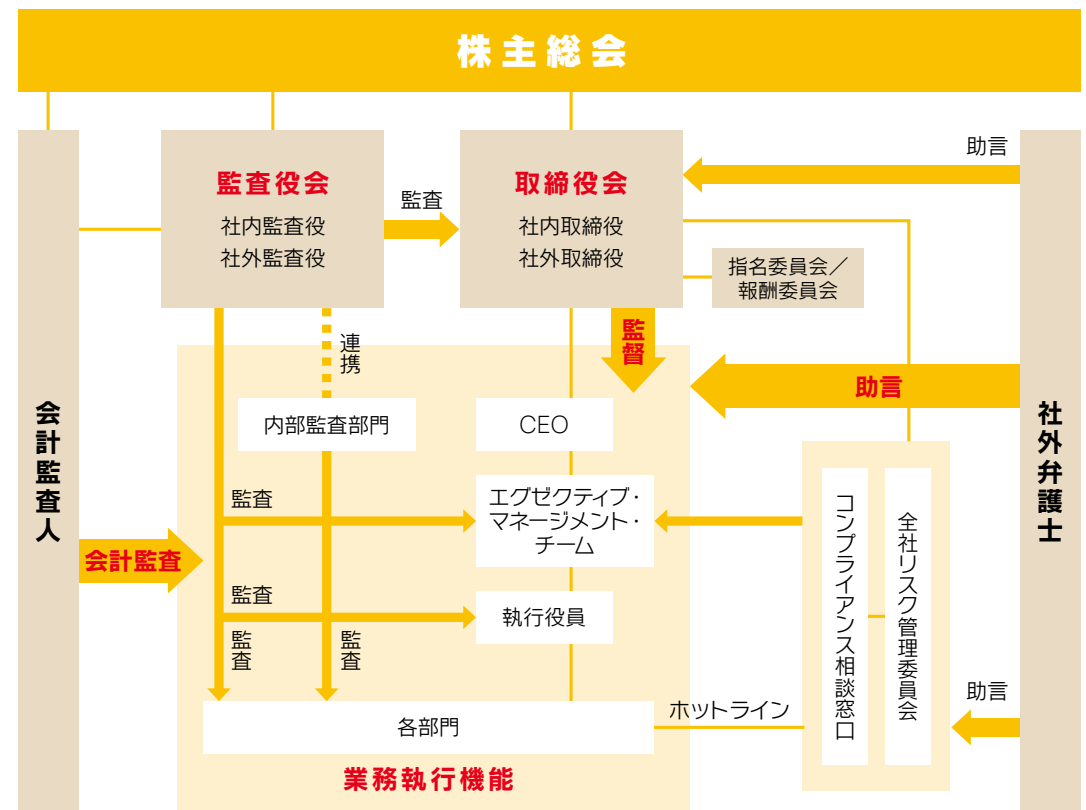 株主総会
監査役会
社内監査役
社外監査役
監査
取締役会
社内取締役
社外取締役
助言
指名委員会／
報酬委員会
監督
連携
助言
会計監査人
社外弁護士
内部監査部門
CEO
監査
エグゼクティブ・
マネージメント・
チーム
コンプライアンス相談窓口
全社リスク管理委員会
会計監査
監査
執行役員
監査
監査
助言
ホットライン
各部門
業務執行機能